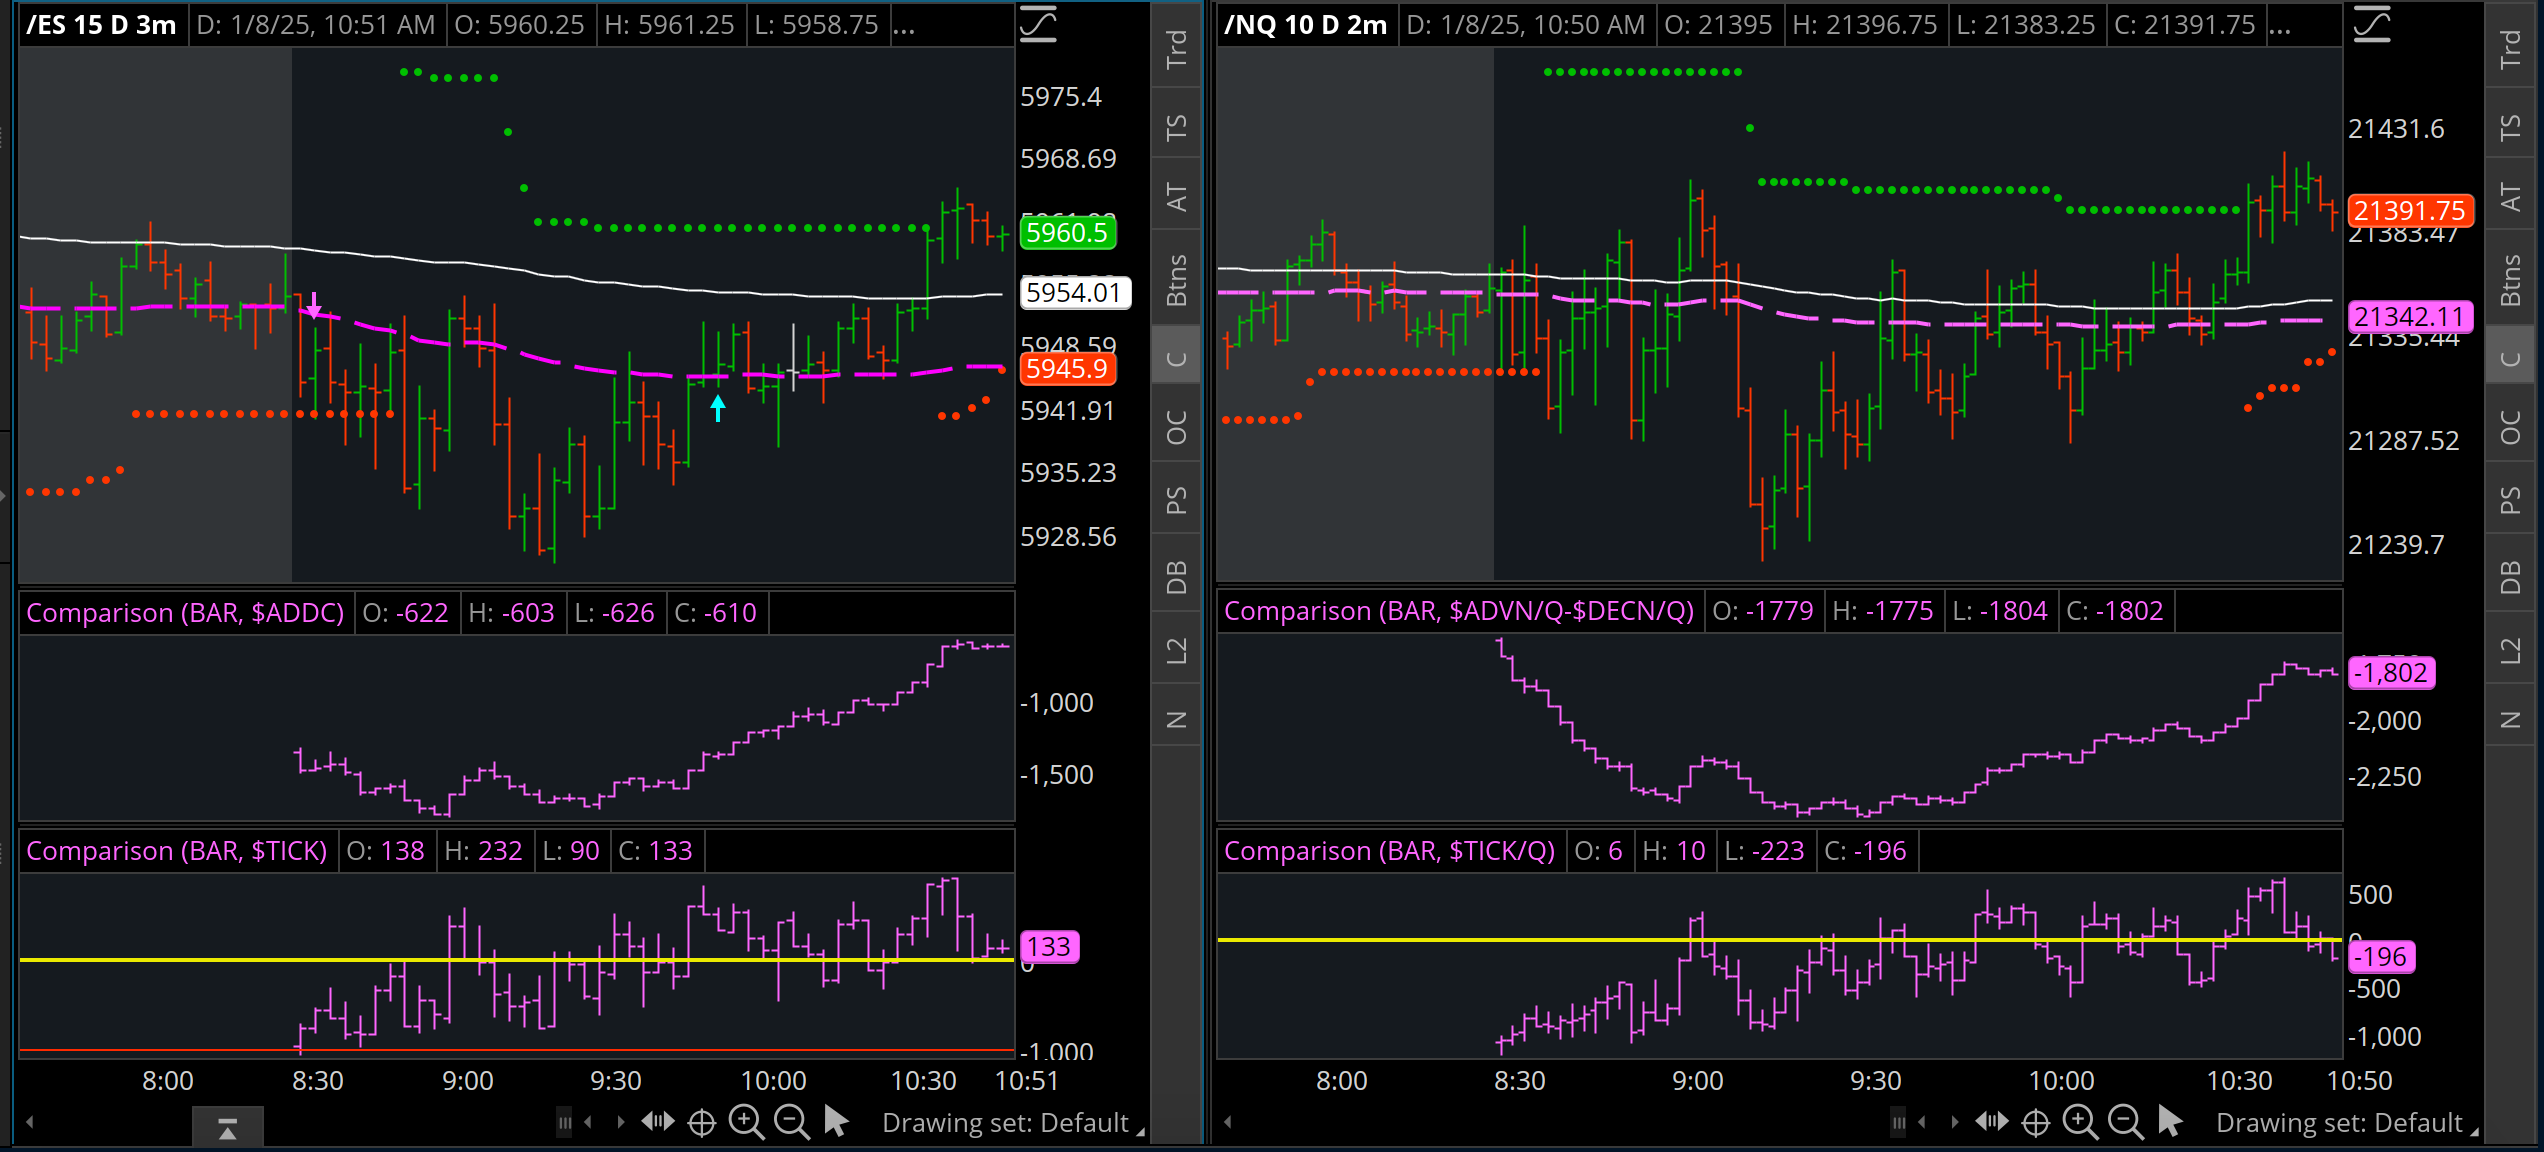 /ES 15 D 3m D: 1/8/25, 10:51 AM O: 5960.25 H: 5961.25 L: 5958.75 ...
5975.4
5968.69
5960.5
5954.01
5948.59
5945.9
5941.91
5935.23
5928.56
Comparison (BAR, $ADDC) O: -622 H: -603 L: -626 C: -610
-1,000
-1,500
Comparison (BAR, $TICK) O: 138 H: 232 L: 90 C: 133
133
0
-1,000
8:00 8:30 9:00 9:30 10:00 10:30 10:51
Drawing set: Default
Trd
TS
AT
Btns
C
OC
PS
DB
L2
N
/NQ 10 D 2m D: 1/8/25, 10:50 AM O: 21395 H: 21396.75 L: 21383.25 C: 21391.75 ...
21431.6
21391.75
21383.47
21342.11
21335.44
21287.52
21239.7
Comparison (BAR, $ADVN/Q-$DECN/Q) O: -1779 H: -1775 L: -1804 C: -1802
-1,802
-2,000
-2,250
Comparison (BAR, $TICK/Q) O: 6 H: 10 L: -223 C: -196
500
0
-196
-500
-1,000
8:00 8:30 9:00 9:30 10:00 10:30 10:50
Drawing set: Default
Trd
TS
AT
Btns
C
OC
PS
DB
L2
N